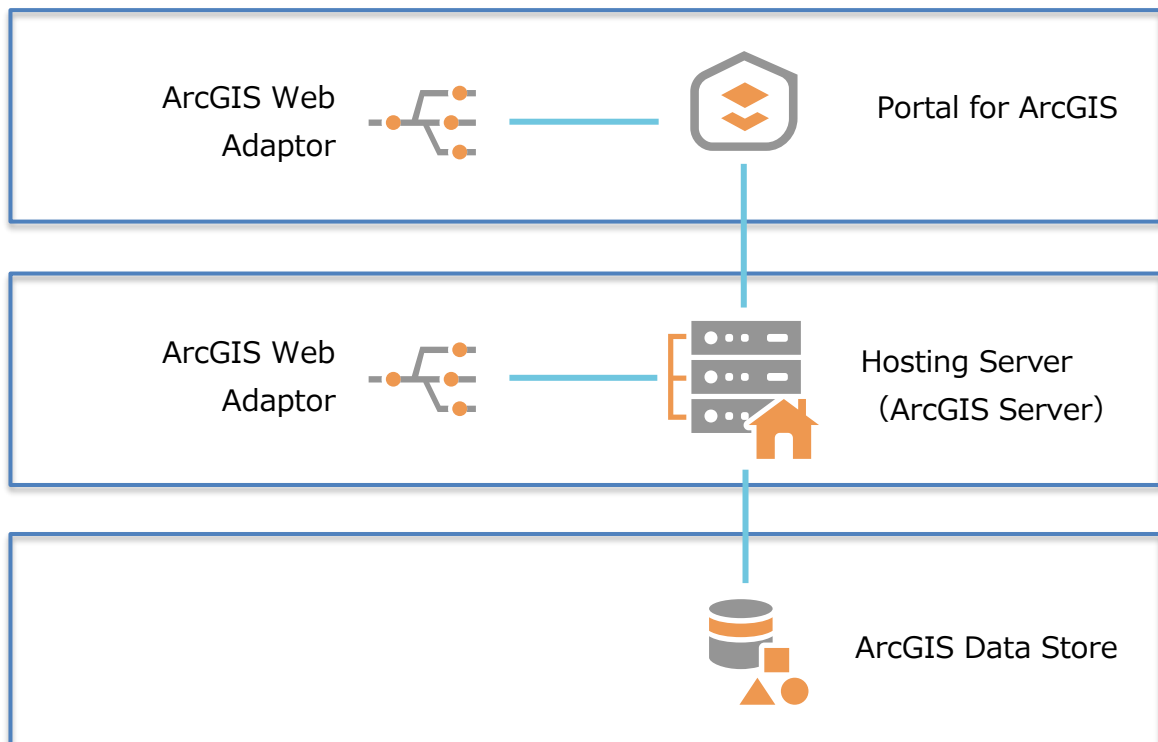 ArcGIS Web
Adaptor
Portal for ArcGIS
ArcGIS Web
Adaptor
Hosting Server
（ArcGIS Server）
ArcGIS Data Store